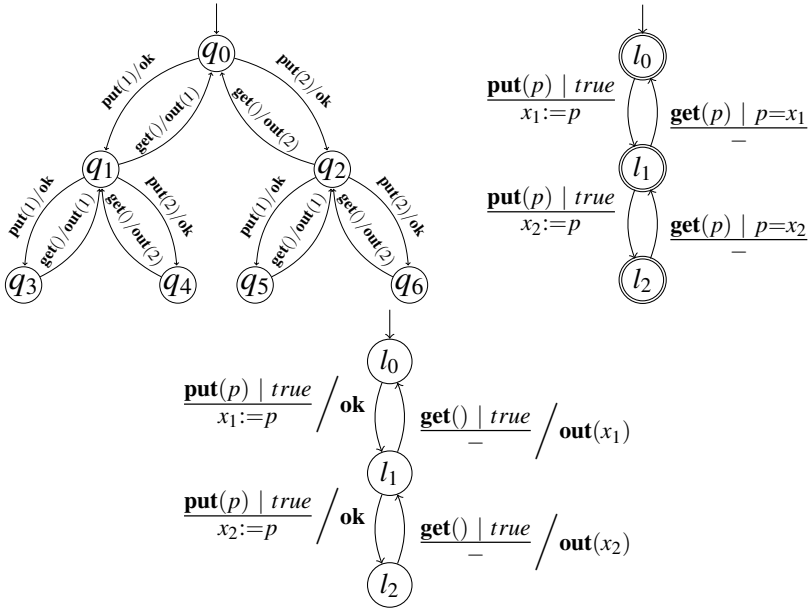 q0
put(1)/ok
get()/out(1)
get()/out(2)
put(2)/ok
q1
q2
put(1)/ok
get()/out(1)
get()/out(2)
put(2)/ok
put(1)/ok
get()/out(1)
get()/out(2)
put(2)/ok
q3
q4
q5
q6
l0
put(p) | true
x1:=p
get(p) | p=x1
−
l1
put(p) | true
x2:=p
get(p) | p=x2
−
l2
l0
put(p) | true
x1:=p
/ ok
get() | true
−
/ out(x1)
l1
put(p) | true
x2:=p
/ ok
get() | true
−
/ out(x2)
l2